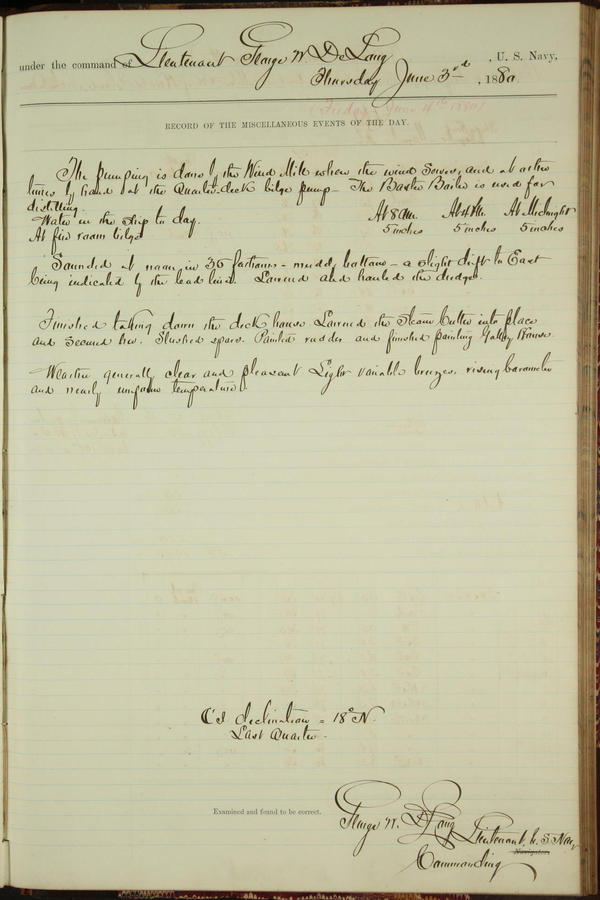 under the command of Lieutenant George W. De Long, U. S. Navy,
Thursday June 3rd, 1880
(Friday June 4th 1880)
RECORD OF THE MISCELLANEOUS EVENTS OF THE DAY.
The pumping is done by the Wind Mill when the wind serves, and at other
times by hand at the Quarter-deck bilge pump – The Baxter Boiler is used for
distilling.
Water in the ship to day. At 8 am. At 4 PM. At Midnight
At fire room bilge 5 inches 5 inches 5 inches
Sounded at noon in 36 fathoms – muddy bottom – a slight drift to East
being indicated by the lead line. Lowered and hauled the dredge.
Finished taking down the deck house. Lowered the Steam Cutter into place
and secured her. Slushed spars. Painted rudder and finished painting Galley House.
Weather generally clear and pleasant. Light variable breezes, rising barometer
and nearly uniform temperature.
C's declination = 18° N.
Last Quarter.
Examined and found to be correct.
George W. De Long
Lieutenant, U. S. Navy,
Navigator.
Commanding